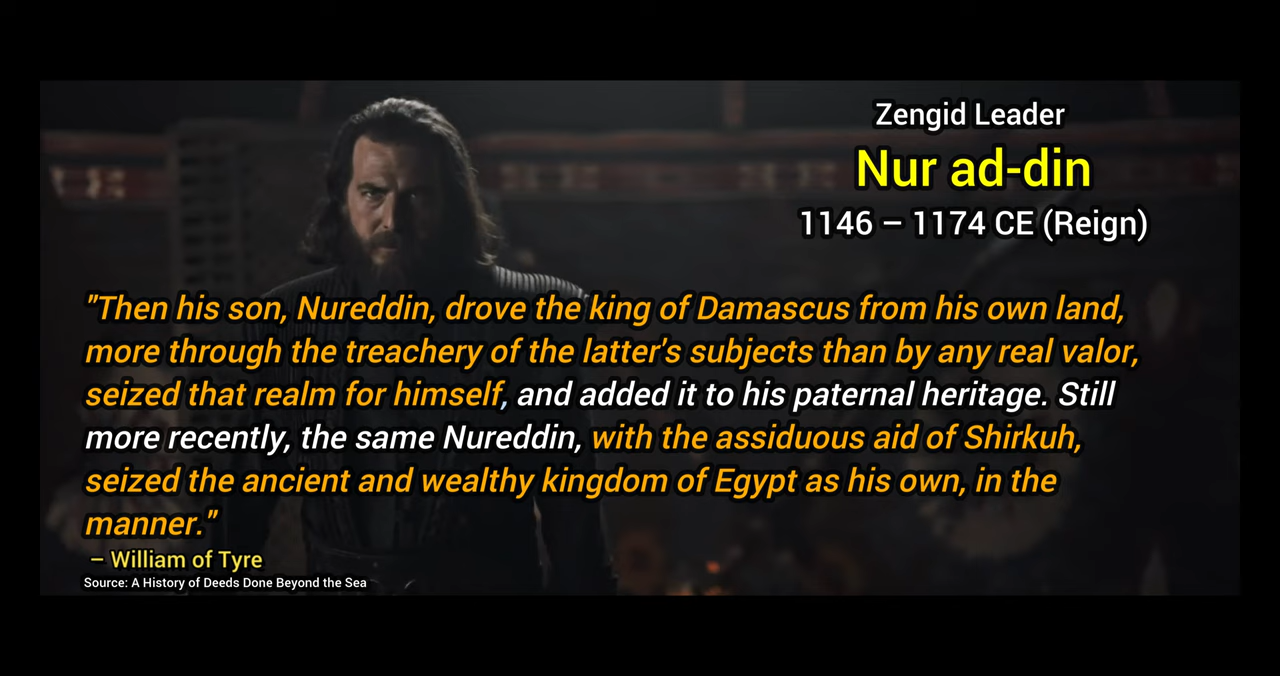 Zengid Leader
Nur ad-din
1146 – 1174 CE (Reign)
"Then his son, Nureddin, drove the king of Damascus from his own land,
more through the treachery of the latter's subjects than by any real valor,
seized that realm for himself, and added it to his paternal heritage. Still
more recently, the same Nureddin, with the assiduous aid of Shirkuh,
seized the ancient and wealthy kingdom of Egypt as his own, in the
manner."
– William of Tyre
Source: A History of Deeds Done Beyond the Sea